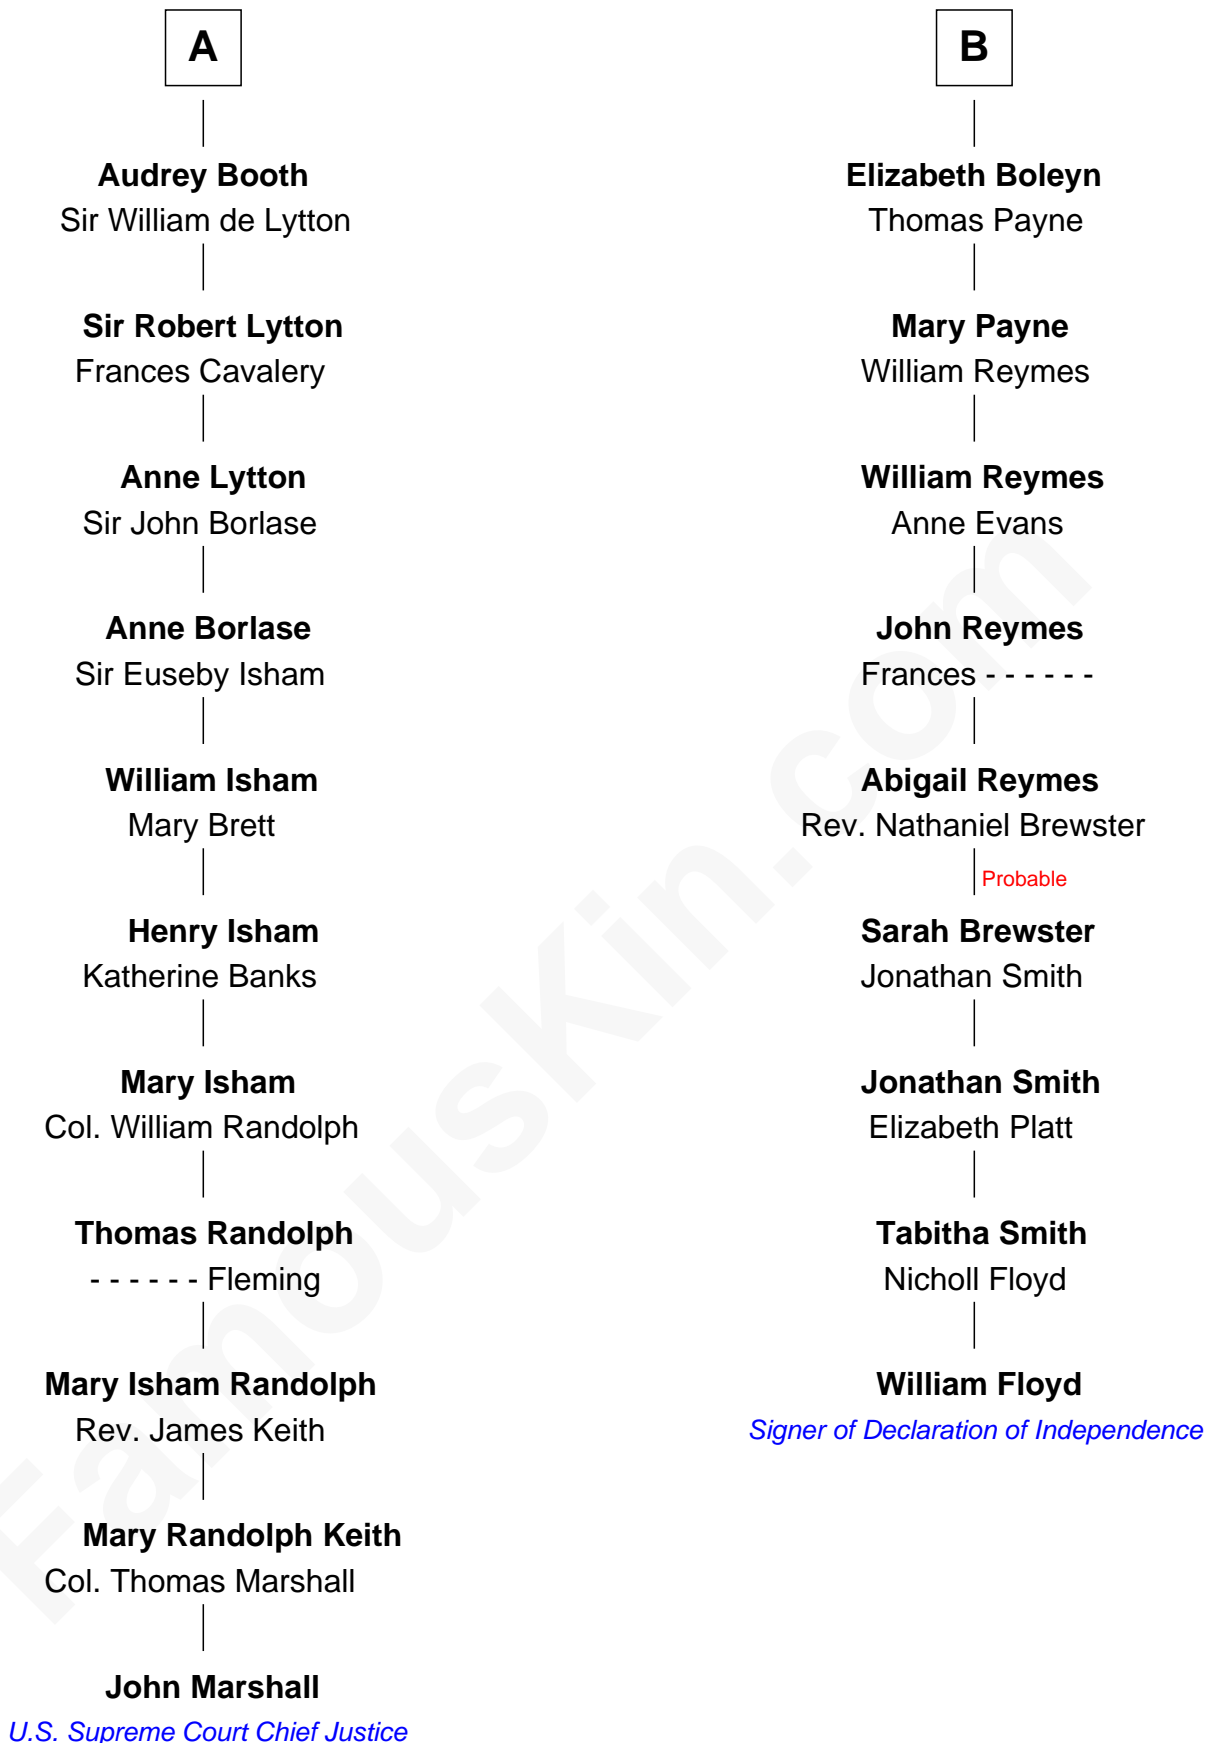 A
Audrey Booth
Sir William de Lytton
Sir Robert Lytton
Frances Cavalery
Anne Lytton
Sir John Borlase
Anne Borlase
Sir Euseby Isham
William Isham
Mary Brett
Henry Isham
Katherine Banks
Mary Isham
Col. William Randolph
Thomas Randolph
- - - - - - Fleming
Mary Isham Randolph
Rev. James Keith
Mary Randolph Keith
Col. Thomas Marshall
John Marshall
U.S. Supreme Court Chief Justice
B
Elizabeth Boleyn
Thomas Payne
Mary Payne
William Reymes
William Reymes
Anne Evans
John Reymes
Frances - - - - - -
Abigail Reymes
Rev. Nathaniel Brewster
Probable
Sarah Brewster
Jonathan Smith
Jonathan Smith
Elizabeth Platt
Tabitha Smith
Nicholl Floyd
William Floyd
Signer of Declaration of Independence
FamousKin.com